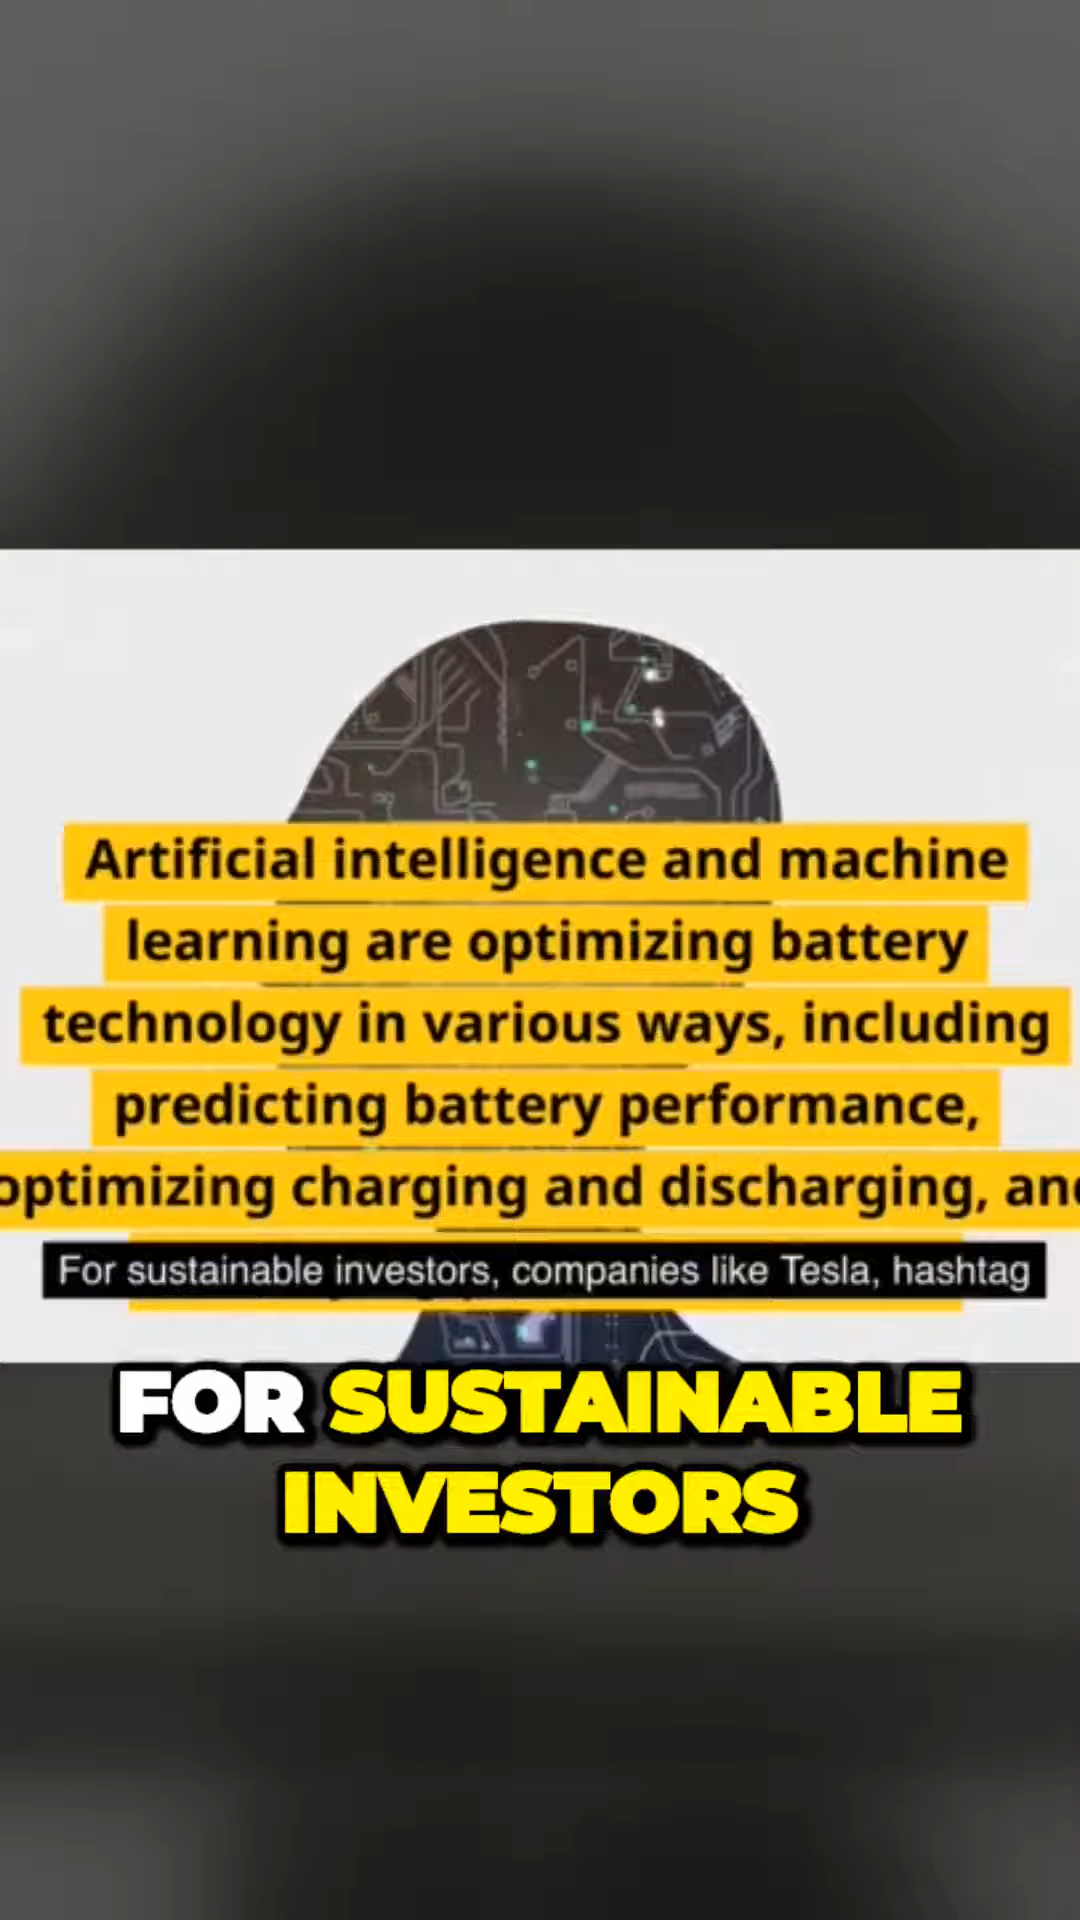 Artificial intelligence and machine
learning are optimizing battery
technology in various ways, including
predicting battery performance,
optimizing charging and discharging,
For sustainable investors, companies like Tesla, hashtag
FOR SUSTAINABLE
INVESTORS